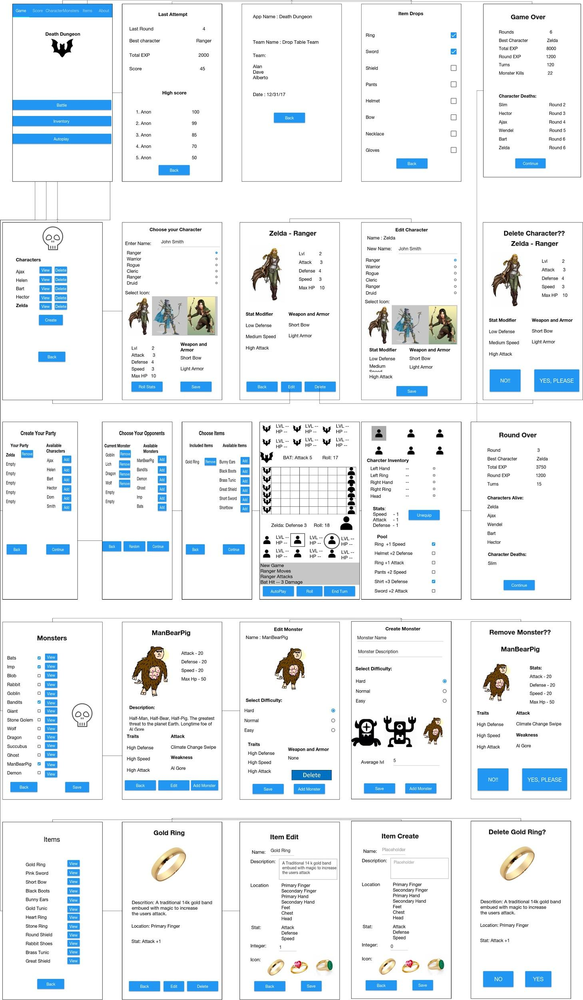 Game Score CharacterMonsters Items About
Death Dungeon
Battle
Inventory
Autoplay
Last Attempt
Last Round 4
Best character Ranger
Total EXP 2000
Score 45
High score
1. Anon 100
2. Anon 99
3. Anon 85
4. Anon 70
5. Anon 50
Back
App Name : Death Dungeon
Team Name : Drop Table Team
Team:
Alan
Dave
Alberto
Date : 12/31/17
Back
Item Drops
Ring
Sword
Shield
Pants
Helmet
Bow
Necklace
Gloves
Back
Game Over
Rounds 6
Best Character Zelda
Total EXP 8000
Round EXP 1200
Turns 120
Monster Kills 22
Character Deaths:
Slim Round 2
Hector Round 3
Ajax Round 4
Wendel Round 5
Bart Round 6
Zelda Round 6
Continue
Characters
Ajax View Delete
Helen View Delete
Bart View Delete
Hector View Delete
Zelda View Delete
Create
Back
Choose your Character
Enter Name: John Smith
Ranger
Warrior
Rogue
Cleric
Ranger
Druid
Select Icon:
Lvl 2
Attack 3
Defense 4
Speed 3
Max HP 10
Weapon and
Armor
Short Bow
Light Armor
Roll Stats Save
Zelda - Ranger
Lvl 2
Attack 3
Defense 4
Speed 3
Max HP 10
Stat Modifier Weapon and Armor
Low Defense Short Bow
Medium Speed Light Armor
High Attack
Back Edit Delete
Edit Character
Name : Zelda
New Name: John Smith
Ranger
Warrior
Rogue
Cleric
Ranger
Druid
Select Icon:
Stat Modifier Weapon and Armor
Low Defense Short Bow
Medium Light Armor
Speed
High Attack
Save
Delete Character??
Zelda - Ranger
Lvl 2
Attack 3
Defense 4
Speed 3
Max HP 10
Stat Modifier Weapon and Armor
Low Defense Short Bow
Medium Speed Light Armor
High Attack
NO!! YES, PLEASE
Create Your Party
Your Party
Zelda Remove
Empty
Empty
Empty
Empty
Empty
Available
Characters
Ajax Add
Helen Add
Bart Add
Hector Add
Dorn Add
Smith Add
Back Continue
Choose Your Opponents
Current Monster
Goblin Remove
Lich Remove
Dragon Remove
Wolf Remove
Empty
Empty
Available
Monsters
ManBearPig Add
Bandits Add
Demon Add
Ghost Add
Imp Add
Bats Add
Back Random Continue
Choose Items
Included Items Available Items
Gold Ring Remove
Bunny Ears Add
Black Boots Add
Brass Tunic Add
Great Shield Add
Short Sword Add
Shortbow Add
Back Continue
LVL -- LVL -- LVL --
HP -- HP -- HP --
LVL -- LVL -- LVL --
HP -- HP -- HP --
BAT: Attack 5 Roll: 17
Zelda: Defense 3 Roll: 18
LVL -- LVL -- LVL --
HP -- HP -- HP --
LVL -- LVL -- LVL --
HP -- HP -- HP --
New Game
Ranger Moves
Ranger Attacks
Bat Hit -- 3 Damage
AutoPlay Roll End Turn
Charcter Inventory
Left Hand --
Left Ring --
Right Hand --
Right Ring --
Head --
Stats:
Speed - 1
Attack - 1
Defense - 1
Unequip
Pool
Ring +1 Speed
Helmet +2 Defense
Ring +1 Attack
Pants +2 Speed
Shirt +3 Defense
Sword +2 Attack
Round Over
Round 3
Best Character Zelda
Total EXP 3750
Round EXP 1200
Turns 15
Characters Alive:
Zelda
Ajax
Wendel
Bart
Hector
Character Deaths:
Slim
Continue
Monsters
Bats View
Imp View
Blob View
Rabbit View
Goblin View
Bandits View
Giant View
Stone Golem View
Wolf View
Dragon View
Succubus View
Ghost View
ManBearPig View
Demon View
Back Save
ManBearPig
Attack - 20
Defense - 20
Speed - 20
Max Hp - 50
Description:
Half-Man, Half-Bear, Half-Pig. The greatest
threat to the planet Earth. Longtime foe of
Al Gore
Traits Attack
High Defense Climate Change Swipe
High Speed Weakness
High Attack Al Gore
Back Edit Add Monster
Edit Monster
Name : ManBearPig
Select Difficulty:
Hard
Normal
Easy
Traits
High Defense
High Speed
High Attack
Weapon and Armor
None
Delete
Save Add Monster
Create Monster
Monster Name
Monster Description
Select Difficulty:
Hard
Normal
Easy
Average lvl 5
Save Add Monster
Remove Monster??
ManBearPig
Stats:
Attack - 20
Defense - 20
Speed - 20
Max Hp - 50
Traits Attack
High Defense Climate Change Swipe
High Speed Weakness
High Attack Al Gore
NO!! YES, PLEASE
Items
Gold Ring View
Pink Sword View
Short Bow View
Black Boots View
Bunny Ears View
Gold Tunic View
Heart Ring View
Stone Ring View
Round Shield View
Rabbit Shoes View
Brass Tunic View
Great Shield View
Back
Gold Ring
Descrition: A traditional 14k gold band
embued with magic to increase
the users attack.
Location: Primary Finger
Stat: Attack +1
Back Edit Delete
Item Edit
Name: Gold Ring
Description: A Traditional 14 k gold band
embued with magic to increase
the users attack
Location Primary Finger
Secondary Finger
Primary Hand
Secondary Hand
Feet
Chest
Head
Stat: Attack
Defense
Speed
Integer: 1
Icon:
Back Save
Item Create
Name: Placeholder
Description: Placeholder
Location Primary Finger
Secondary Finger
Primary Hand
Secondary Hand
Feet
Chest
Head
Stat: Attack
Defense
Speed
Integer: 0
Icon:
Back Save
Delete Gold Ring?
Descrition: A traditional 14k gold band
embued with magic to increase
the users attack.
Location: Primary Finger
Stat: Attack +1
NO YES